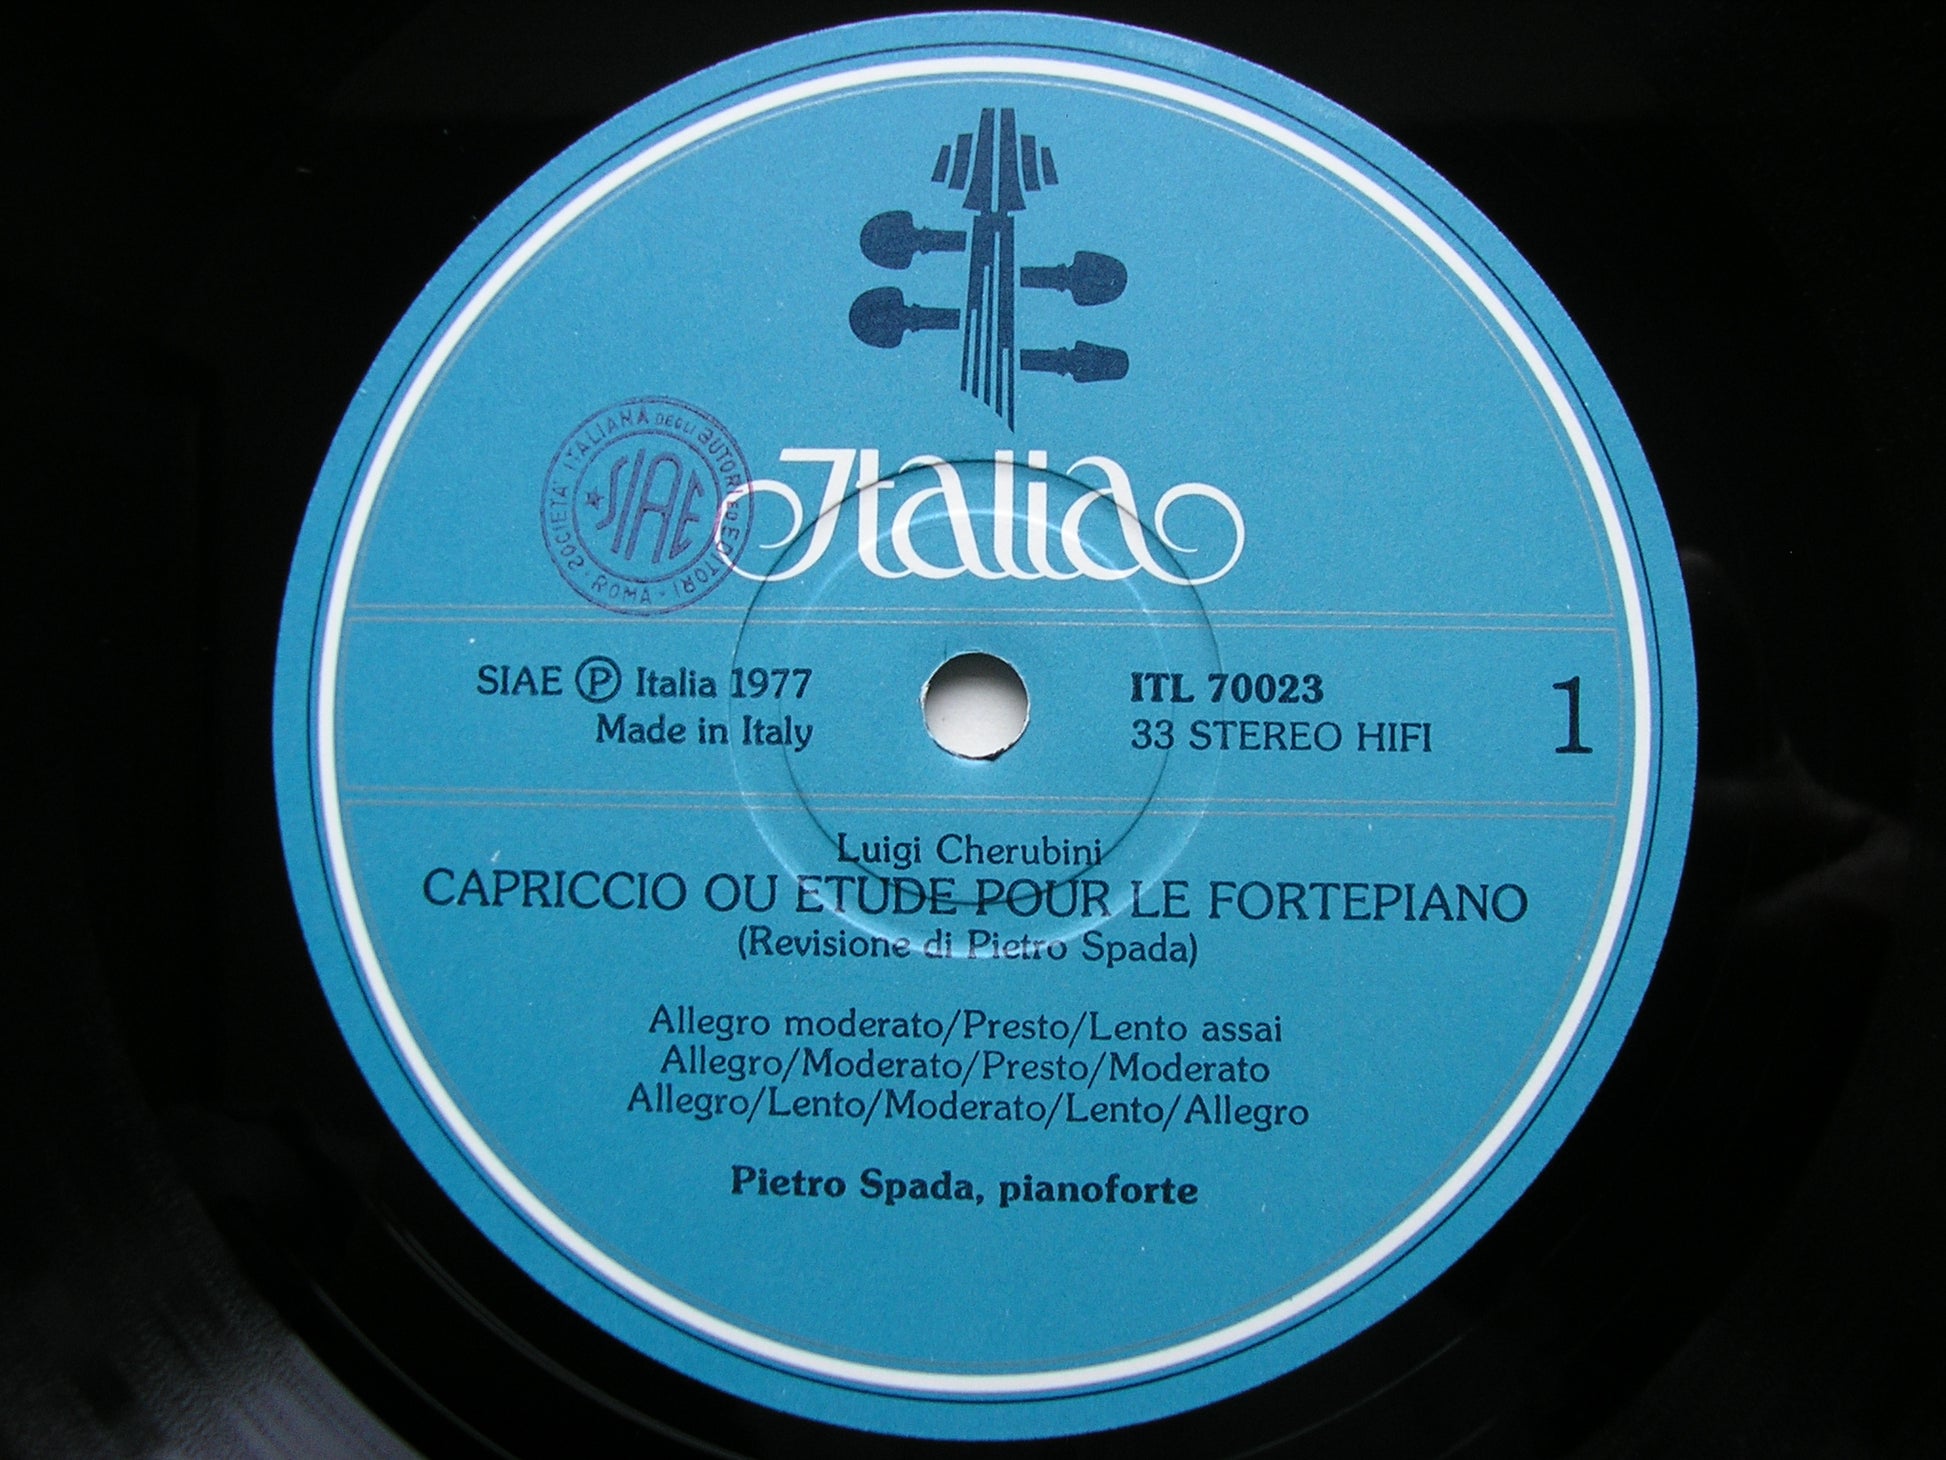 Italia
SOCIETA' ITALIANA DEGLI AUTORI ED EDITORI · ROMA ·
SIAE
SIAE Ⓟ Italia 1977
Made in Italy
ITL 70023
33 STEREO HIFI
1
Luigi Cherubini
CAPRICCIO OU ETUDE POUR LE FORTEPIANO
(Revisione di Pietro Spada)
Allegro moderato/Presto/Lento assai
Allegro/Moderato/Presto/Moderato
Allegro/Lento/Moderato/Lento/Allegro
Pietro Spada, pianoforte